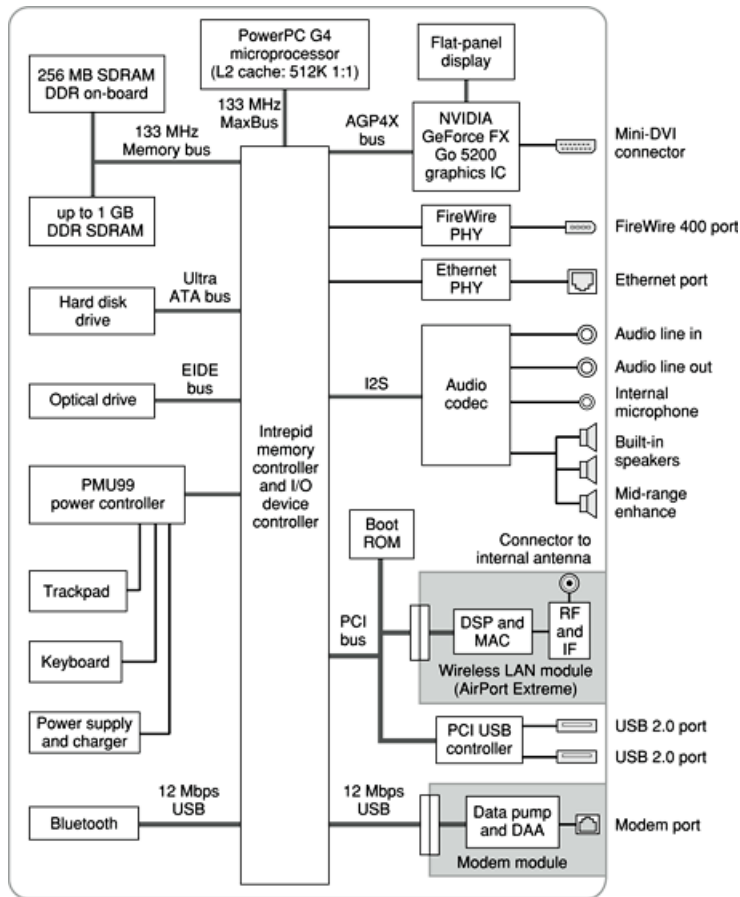 PowerPC G4
microprocessor
(L2 cache: 512K 1:1)
Flat-panel
display
256 MB SDRAM
DDR on-board
133 MHz
MaxBus
AGP4X
bus
NVIDIA
GeForce FX
Go 5200
graphics IC
Mini-DVI
connector
133 MHz
Memory bus
up to 1 GB
DDR SDRAM
FireWire
PHY
FireWire 400 port
Ethernet
PHY
Ethernet port
Ultra
ATA bus
Hard disk
drive
Audio line in
Audio line out
Internal
microphone
Built-in
speakers
Mid-range
enhance
I2S
Audio
codec
EIDE
bus
Optical drive
Intrepid
memory
controller
and I/O
device
controller
PMU99
power controller
Boot
ROM
Connector to
internal antenna
Trackpad
Keyboard
Power supply
and charger
PCI
bus
DSP and
MAC
RF
and
IF
Wireless LAN module
(AirPort Extreme)
PCI USB
controller
USB 2.0 port
USB 2.0 port
12 Mbps
USB
Bluetooth
12 Mbps
USB
Data pump
and DAA
Modem port
Modem module